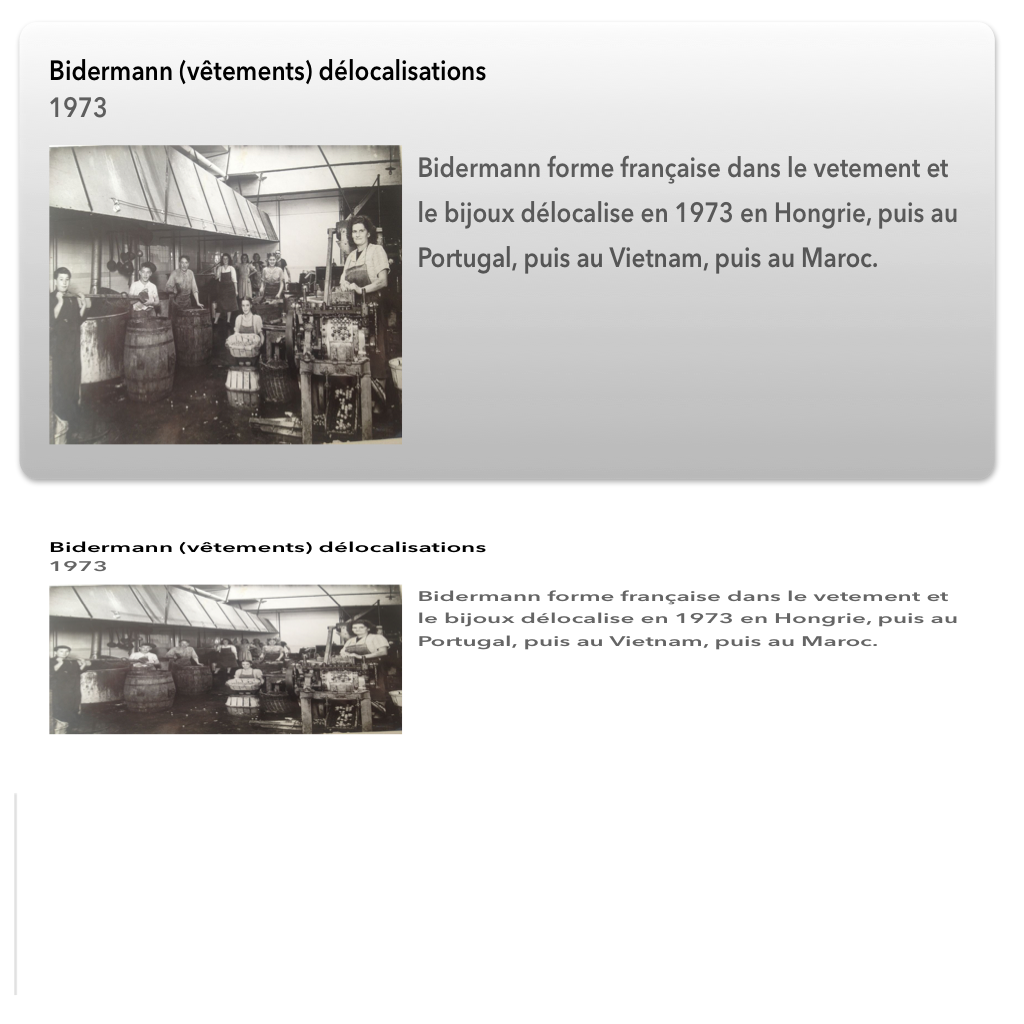 Bidermann (vêtements) délocalisations
1973
Bidermann forme française dans le vetement et
le bijoux délocalise en 1973 en Hongrie, puis au
Portugal, puis au Vietnam, puis au Maroc.
Bidermann (vêtements) délocalisations
1973
Bidermann forme française dans le vetement et
le bijoux délocalise en 1973 en Hongrie, puis au
Portugal, puis au Vietnam, puis au Maroc.